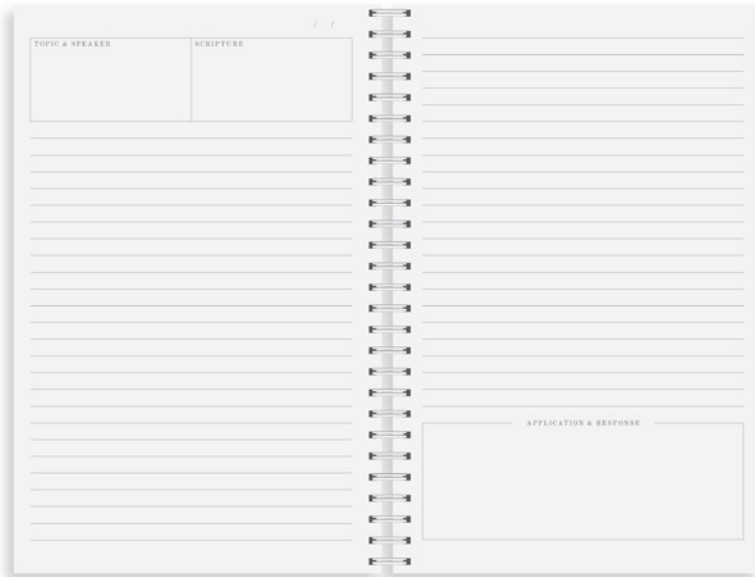 / /
TOPIC & SPEAKER
SCRIPTURE
APPLICATION & RESPONSE